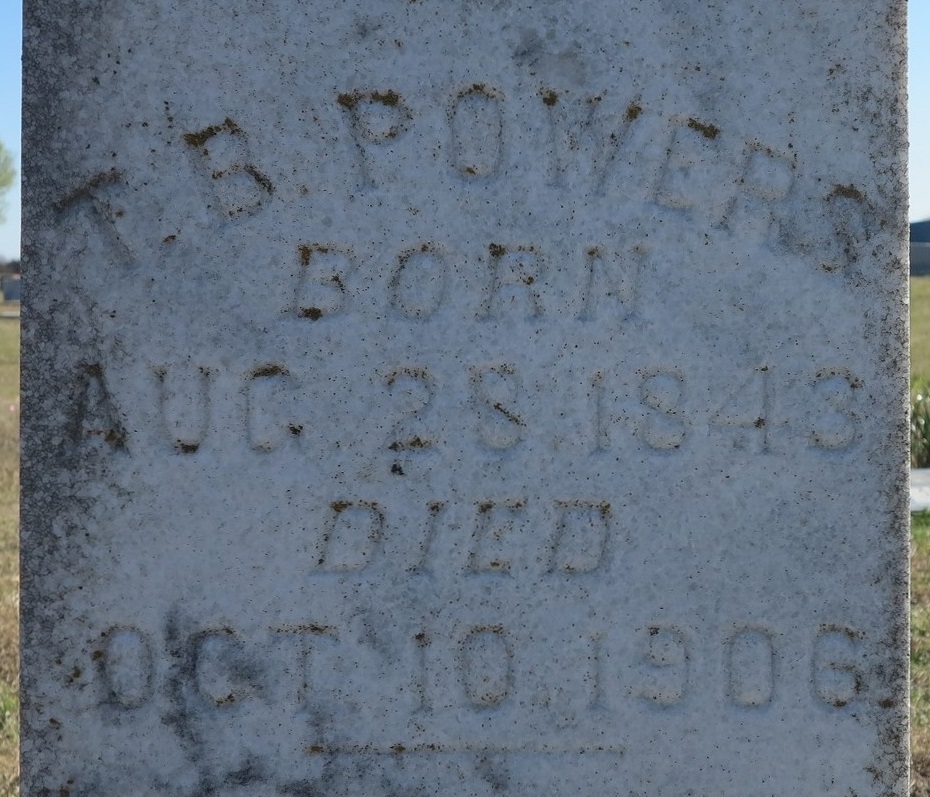 T. B. POWERS
BORN
AUG. 28. 1843
DIED
OCT 10. 1906